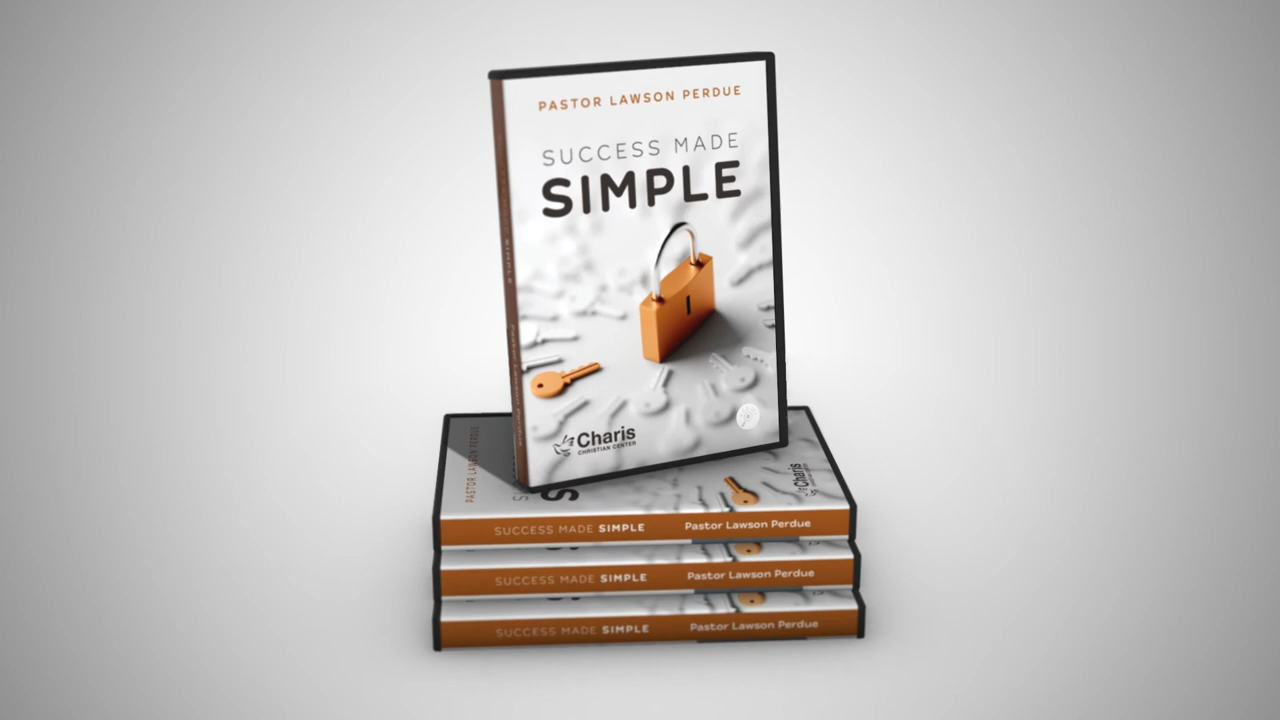 PASTOR LAWSON PERDUE
SUCCESS MADE
SIMPLE
Charis
CHRISTIAN CENTER
PASTOR LAWSON PERDUE
S
S
Charis
SUCCESS MADE SIMPLE Pastor Lawson Perdue
SUCCESS MADE SIMPLE Pastor Lawson Perdue
SUCCESS MADE SIMPLE Pastor Lawson Perdue